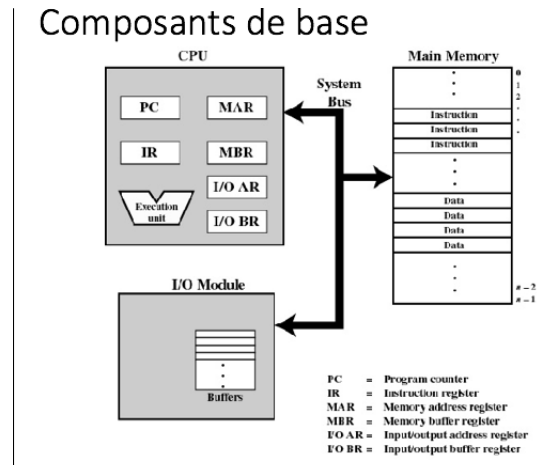 Composants de base
CPU
PC
MAR
IR
MBR
I/O AR
Execution
unit
I/O BR
System
Bus
Main Memory
0
1
2
Instruction
Instruction
Instruction
Data
Data
Data
Data
n – 2
n – 1
I/O Module
Buffers
PC = Program counter
IR = Instruction register
MAR = Memory address register
MBR = Memory buffer register
I/O AR = Input/output address register
I/O BR = Input/output buffer register